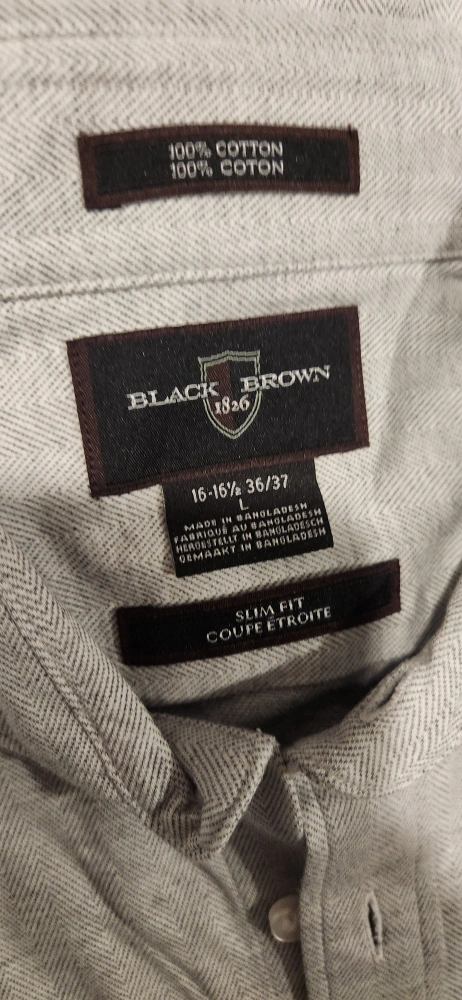 100% COTTON
100% COTON
BLACK BROWN
1826
16-16½ 36/37
L
MADE IN BANGLADESH
FABRIQUÉ AU BANGLADESH
HERGESTELLT IN BANGLADESCH
GEMAAKT IN BANGLADESH
SLIM FIT
COUPE ÉTROITE